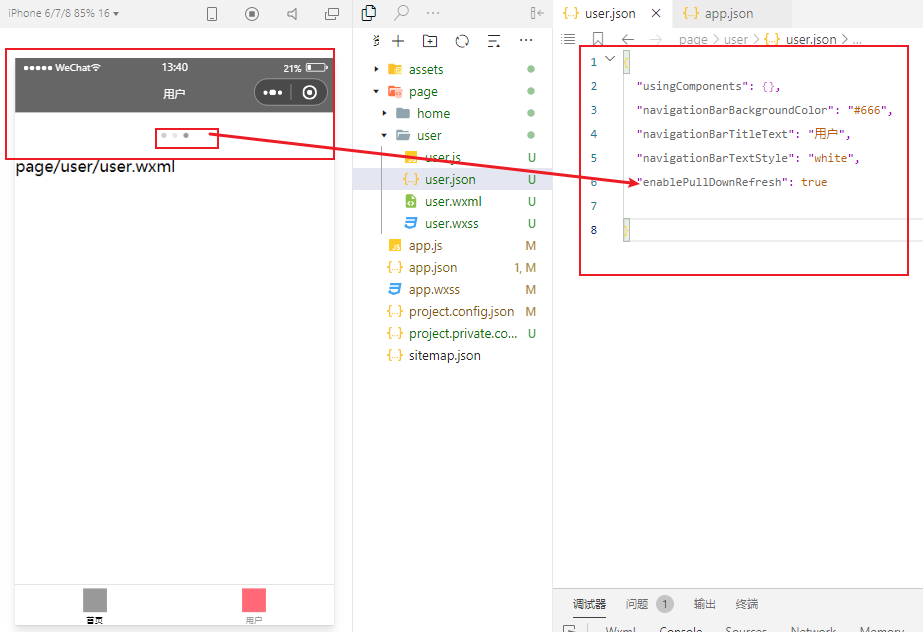 iPhone 6/7/8 85% 16
WeChat
13:40
21%
用户
page/user/user.wxml
首页
用户
assets
page
home
user
user.js U
user.json U
user.wxml U
user.wxss U
app.js M
app.json 1, M
app.wxss M
project.config.json M
project.private.co... U
sitemap.json
user.json
app.json
page > user > user.json > ...
1 {
2 "usingComponents": {},
3 "navigationBarBackgroundColor": "#666",
4 "navigationBarTitleText": "用户",
5 "navigationBarTextStyle": "white",
6 "enablePullDownRefresh": true
7
8 }
调试器 问题 1 输出 终端
Wxml Console Sources Network Memory